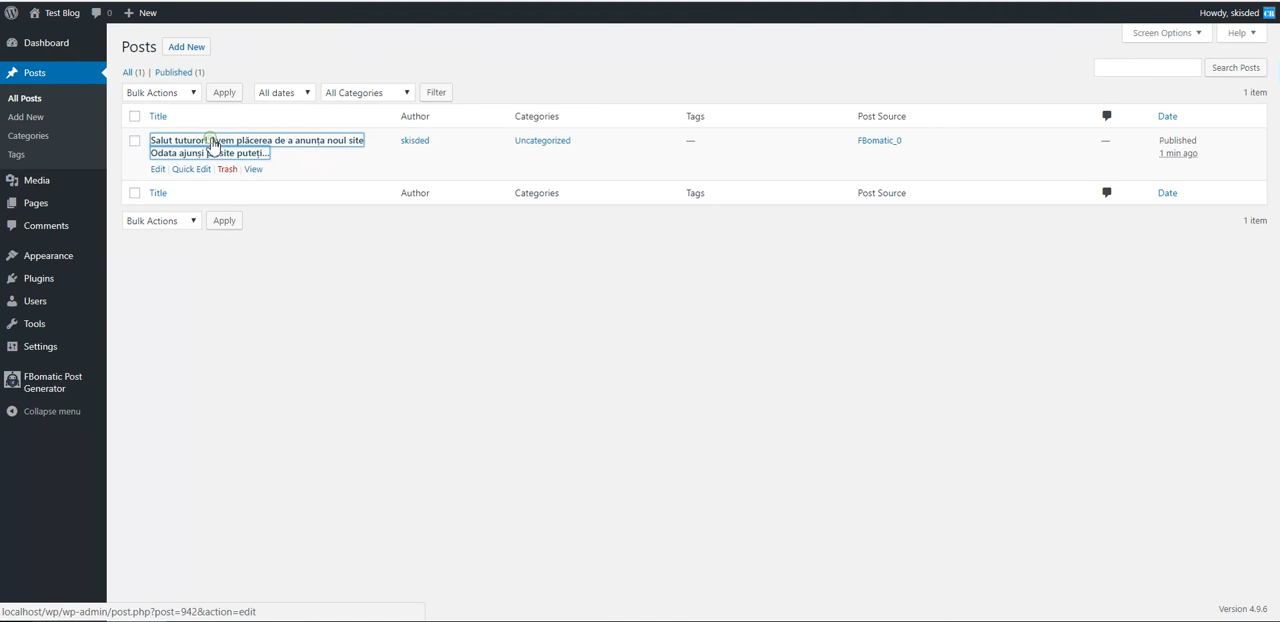 Test Blog
0
New
Howdy, skisded
CR
Dashboard
Posts
All Posts
Add New
Categories
Tags
Media
Pages
Comments
Appearance
Plugins
Users
Tools
Settings
FBomatic Post
Generator
Collapse menu
Posts Add New
Screen Options ▼ Help ▼
All (1) | Published (1)
Search Posts
Bulk Actions ▼ Apply All dates ▼ All Categories ▼ Filter
1 item
Title Author Categories Tags Post Source Date
Salut tuturor! plăcerea de a anunța noul site
Odata ajunși site puteți...
skisded Uncategorized — FBomatic_0 — Published
1 min ago
Edit | Quick Edit | Trash | View
Title Author Categories Tags Post Source Date
Bulk Actions ▼ Apply
1 item
localhost/wp/wp-admin/post.php?post=942&action=edit
Version 4.9.6